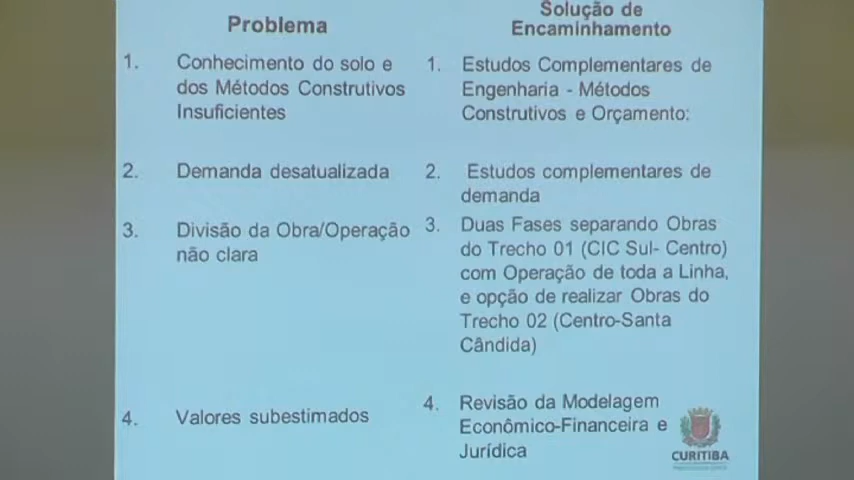 Problema
Solução de
Encaminhamento
1. Conhecimento do solo e
dos Métodos Construtivos
Insuficientes
1. Estudos Complementares de
Engenharia - Métodos
Construtivos e Orçamento:
2. Demanda desatualizada
2. Estudos complementares de
demanda
3. Divisão da Obra/Operação
não clara
3. Duas Fases separando Obras
do Trecho 01 (CIC Sul- Centro)
com Operação de toda a Linha,
e opção de realizar Obras do
Trecho 02 (Centro-Santa
Cândida)
4. Valores subestimados
4. Revisão da Modelagem
Econômico-Financeira e
Jurídica
CURITIBA